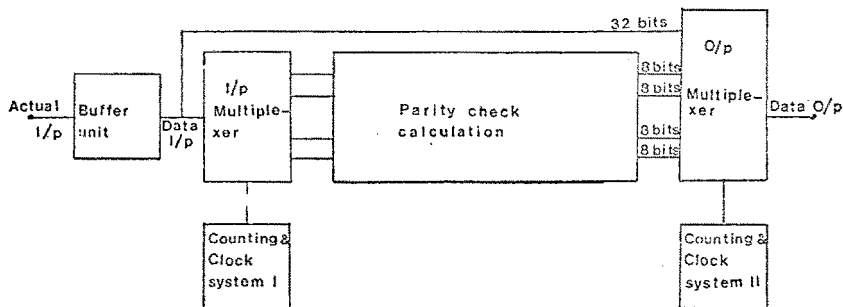 32 bits
O/p
Multiple-
xer
I/p
Multiple-
xer
8 bits
8 bits
8 bits
8 bits
Parity check
calculation
Actual
I/p
Buffer
unit
Data
I/p
Data O/p
Counting &
Clock
system I
Counting &
Clock
system II